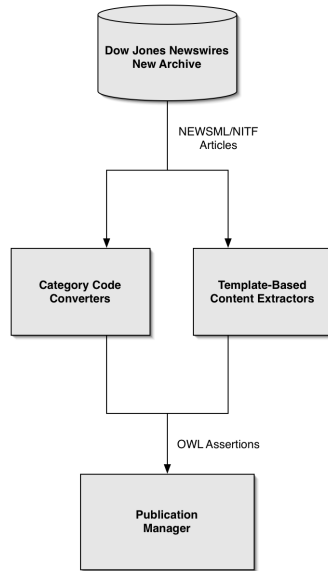 Dow Jones Newswires
New Archive
NEWSML/NITF
Articles
Category Code
Converters
Template-Based
Content Extractors
OWL Assertions
Publication
Manager